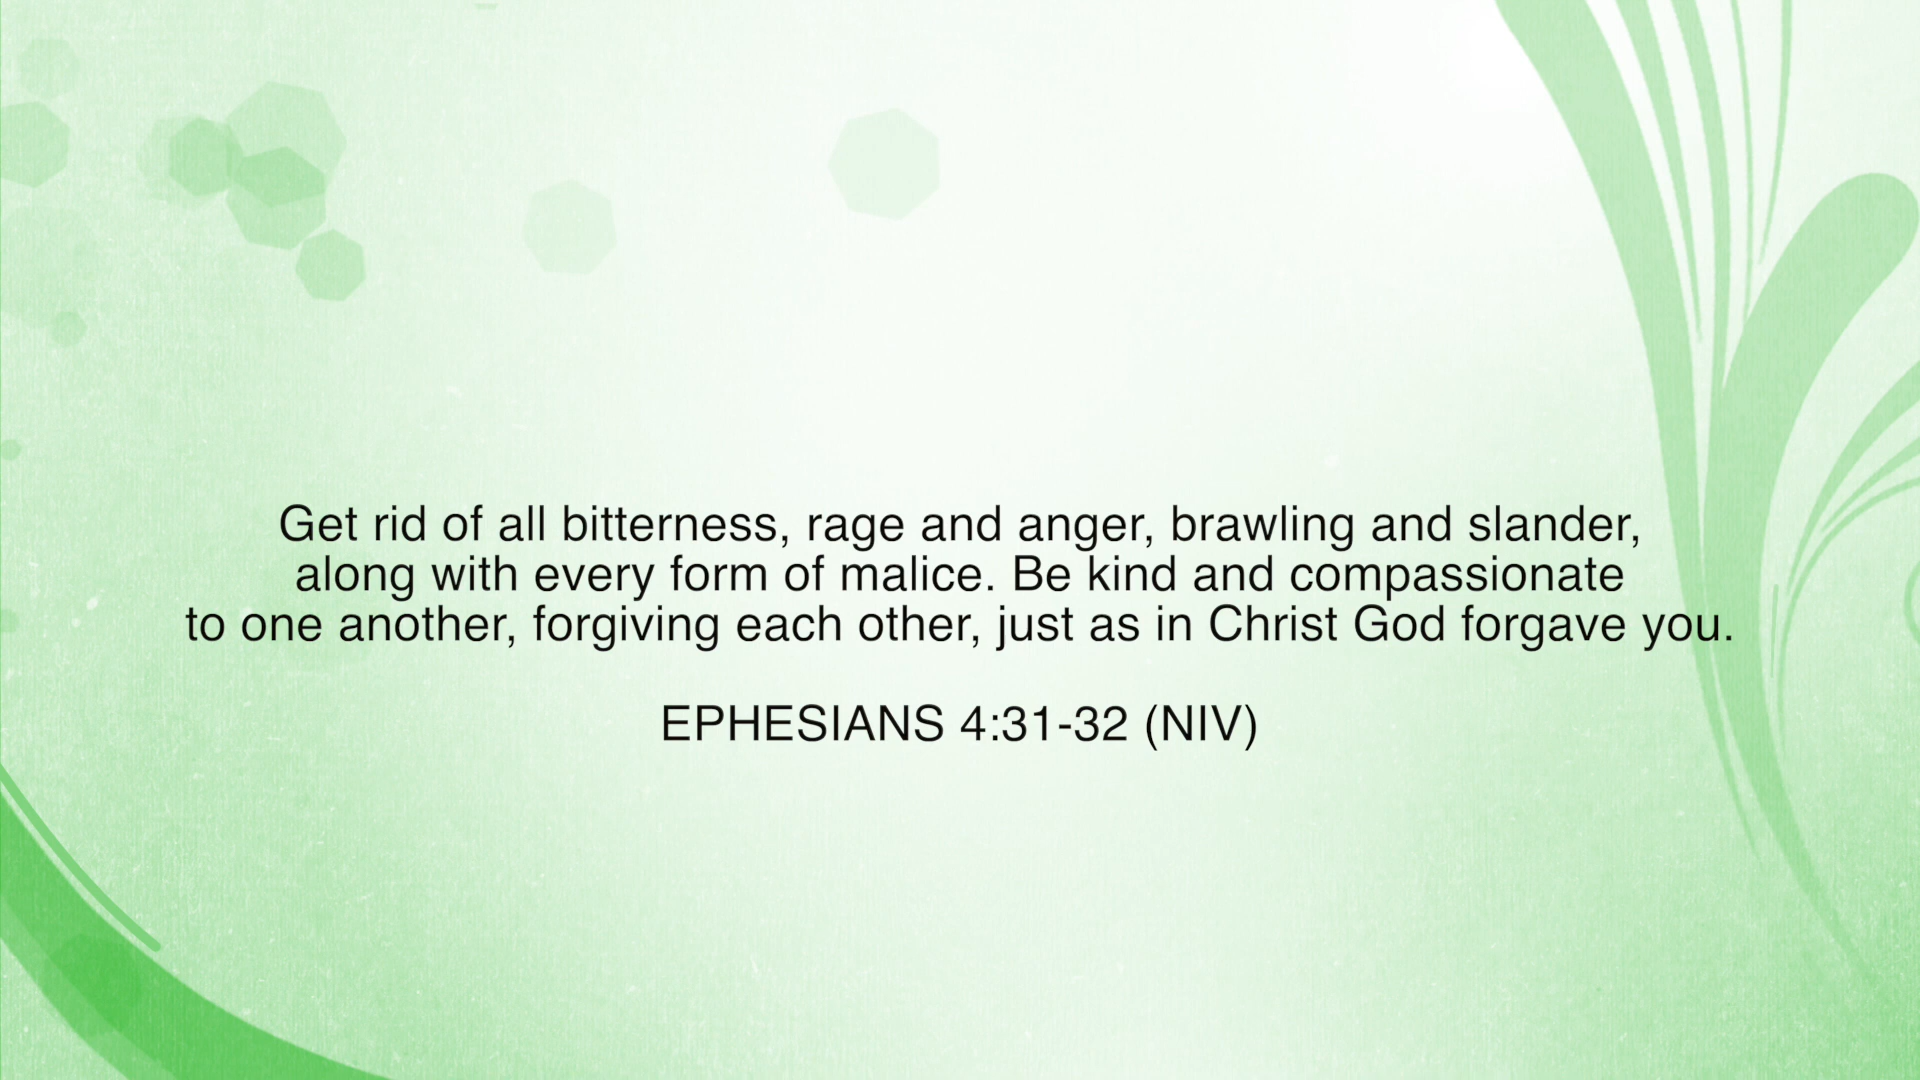 Get rid of all bitterness, rage and anger, brawling and slander,
along with every form of malice. Be kind and compassionate
to one another, forgiving each other, just as in Christ God forgave you.
EPHESIANS 4:31-32 (NIV)